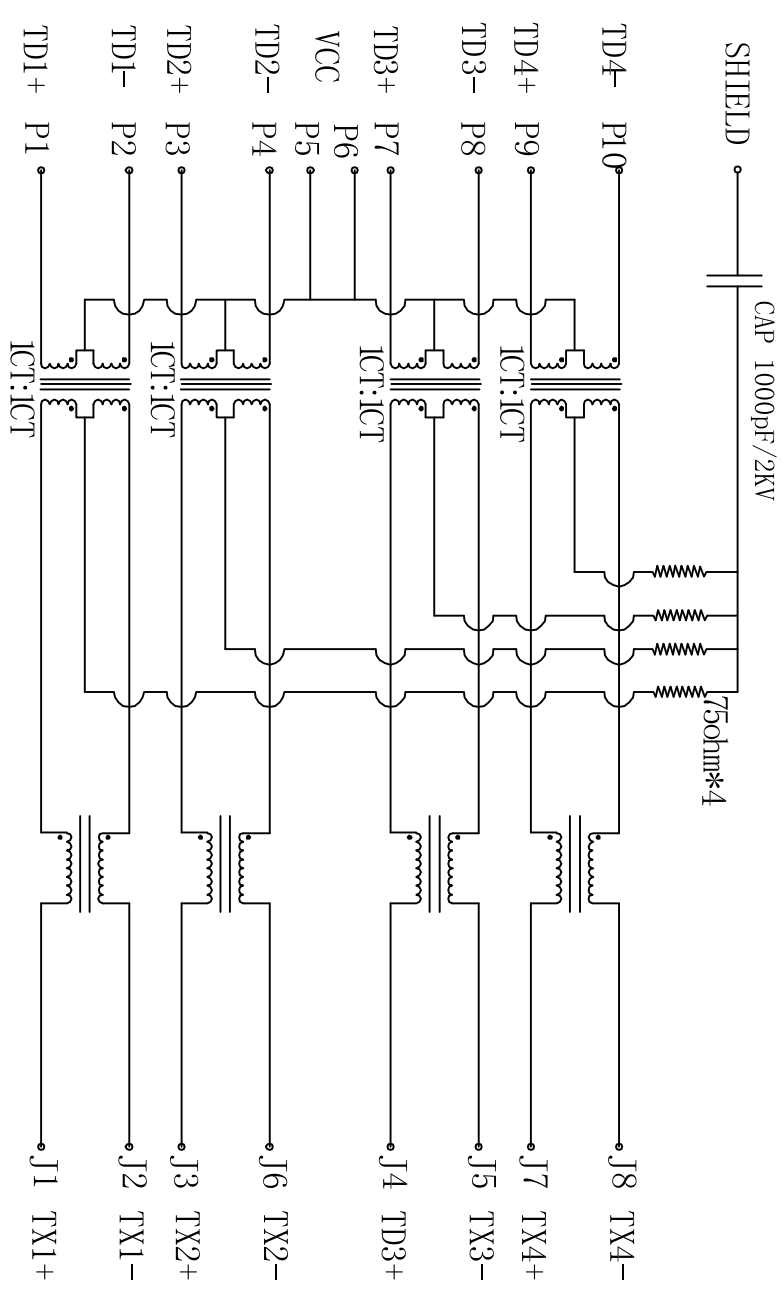 SHIELD
CAP 1000pF/2KV
TD4- P10
TD4+ P9
TD3- P8
TD3+ P7
P6
VCC
P5
TD2- P4
TD2+ P3
TD1- P2
TD1+ P1
1CT:1CT
1CT:1CT
1CT:1CT
1CT:1CT
75ohm*4
J8 TX4-
J7 TX4+
J5 TX3-
J4 TD3+
J6 TX2-
J3 TX2+
J2 TX1-
J1 TX1+